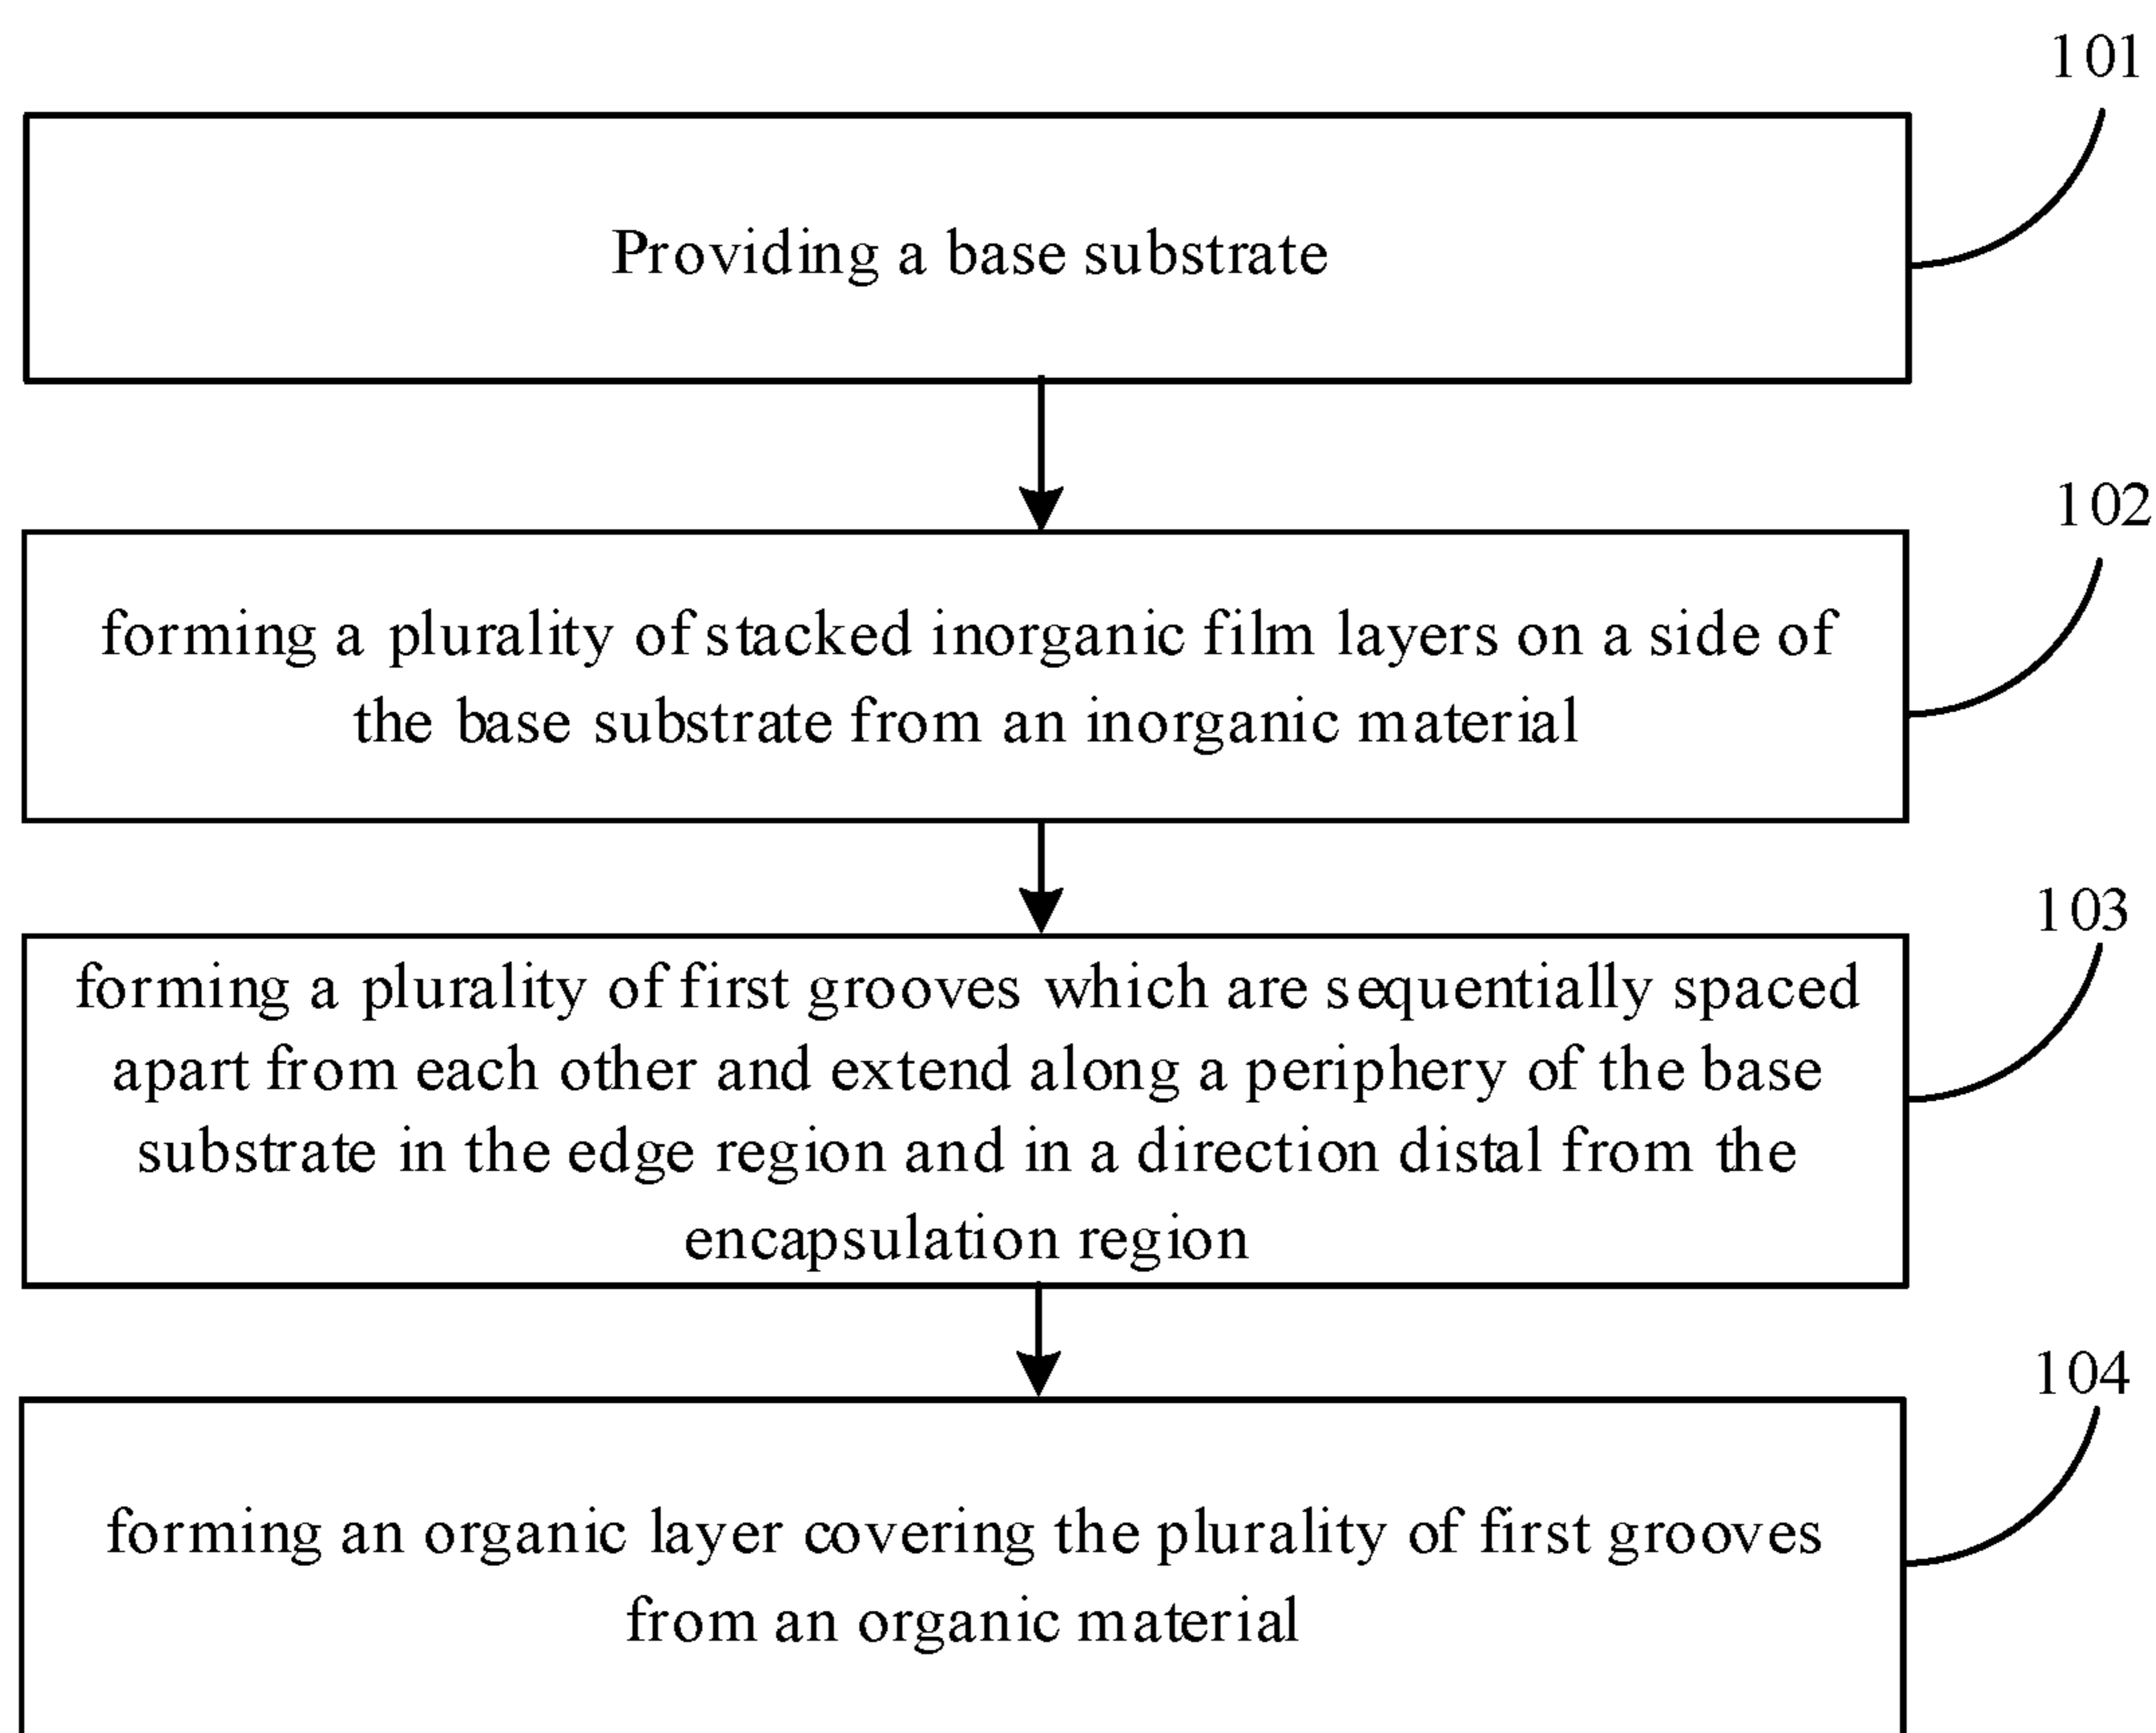 101
Providing a base substrate
102
forming a plurality of stacked inorganic film layers on a side of
the base substrate from an inorganic material
103
forming a plurality of first grooves which are sequentially spaced
apart from each other and extend along a periphery of the base
substrate in the edge region and in a direction distal from the
encapsulation region
104
forming an organic layer covering the plurality of first grooves
from an organic material